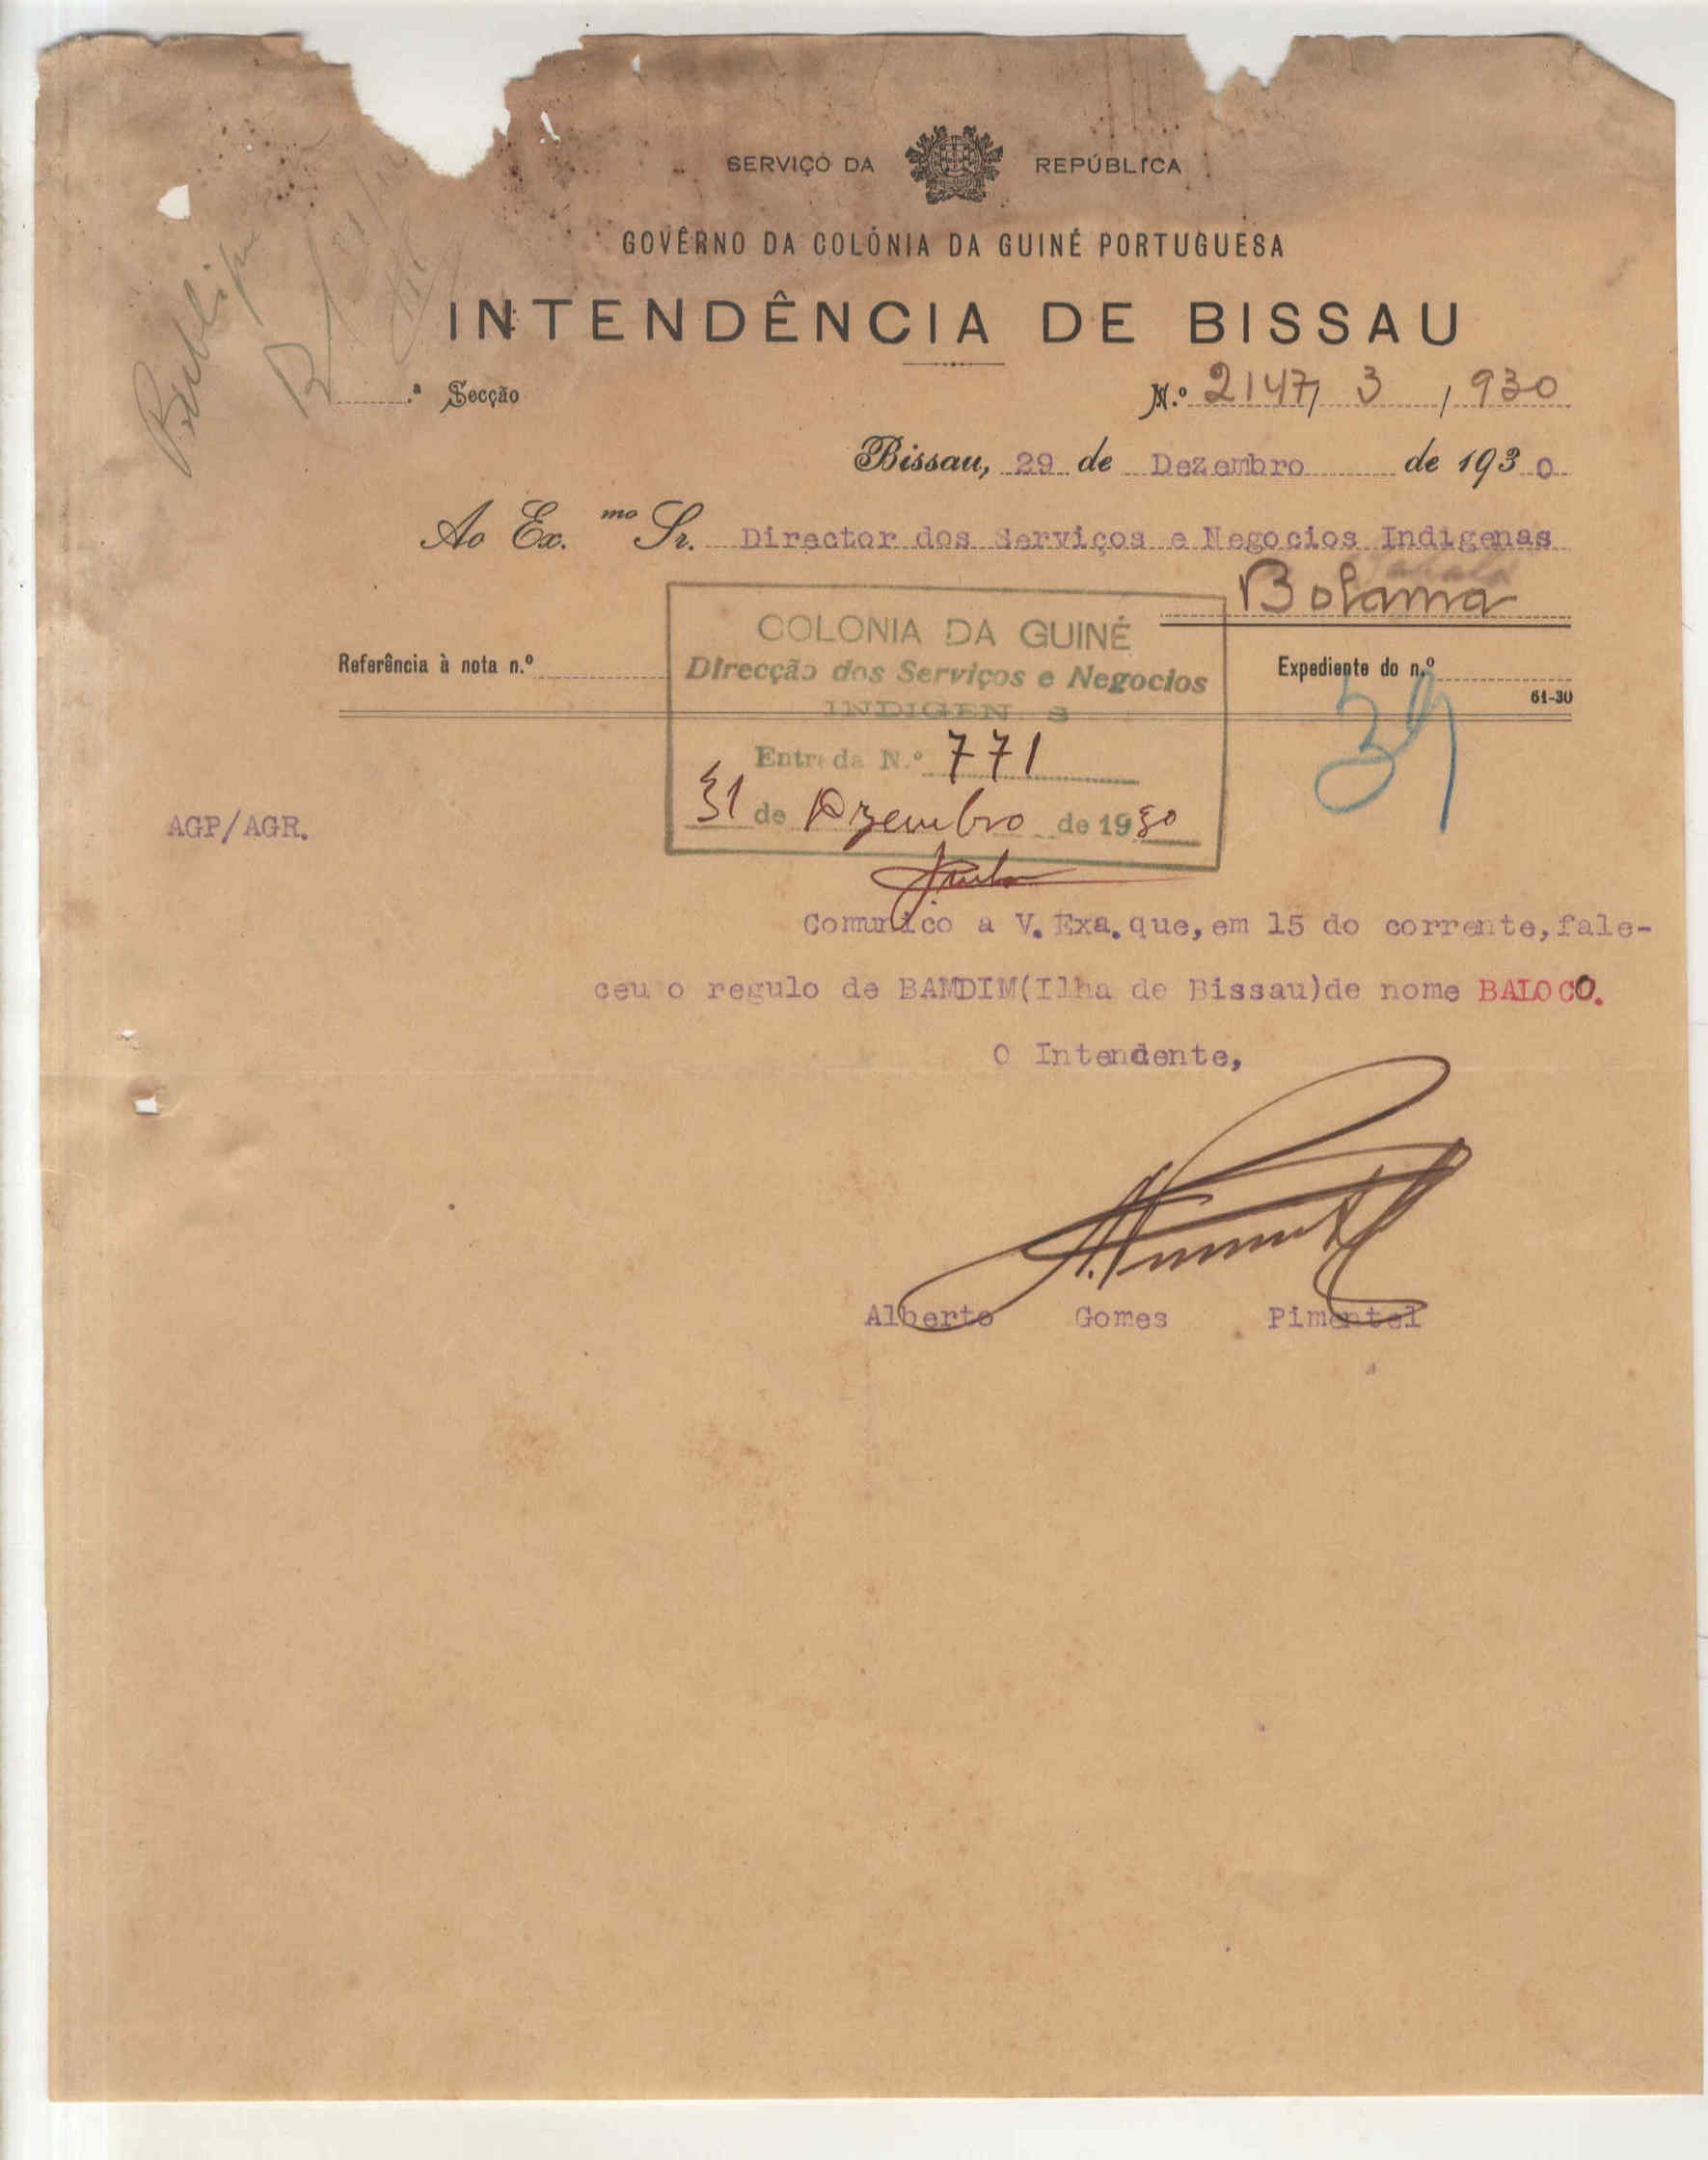 SERVIÇO DA REPÚBLICA
GOVÊRNO DA COLÓNIA DA GUINÉ PORTUGUESA
INTENDÊNCIA DE BISSAU
.ª Secção
N.º 2147/ 3 / 930
Bissau, 29 de Dezembro de 1930
Ao Ex.mo Sr. Director dos Serviços e Negocios Indigenas
Bolama
Referência à nota n.º
Expediente do n.º
61-30
39
COLONIA DA GUINÉ
Direcção dos Serviços e Negocios
INDIGEN S
Entrada N.º 771
31 de Dezembro de 1930
AGP/AGR.
Comunico a V. Exa. que, em 15 do corrente, fale-
ceu o regulo de BAMDIM(Ilha de Bissau)de nome BALOCO.
O Intendente,
Alberto Gomes Pimentel